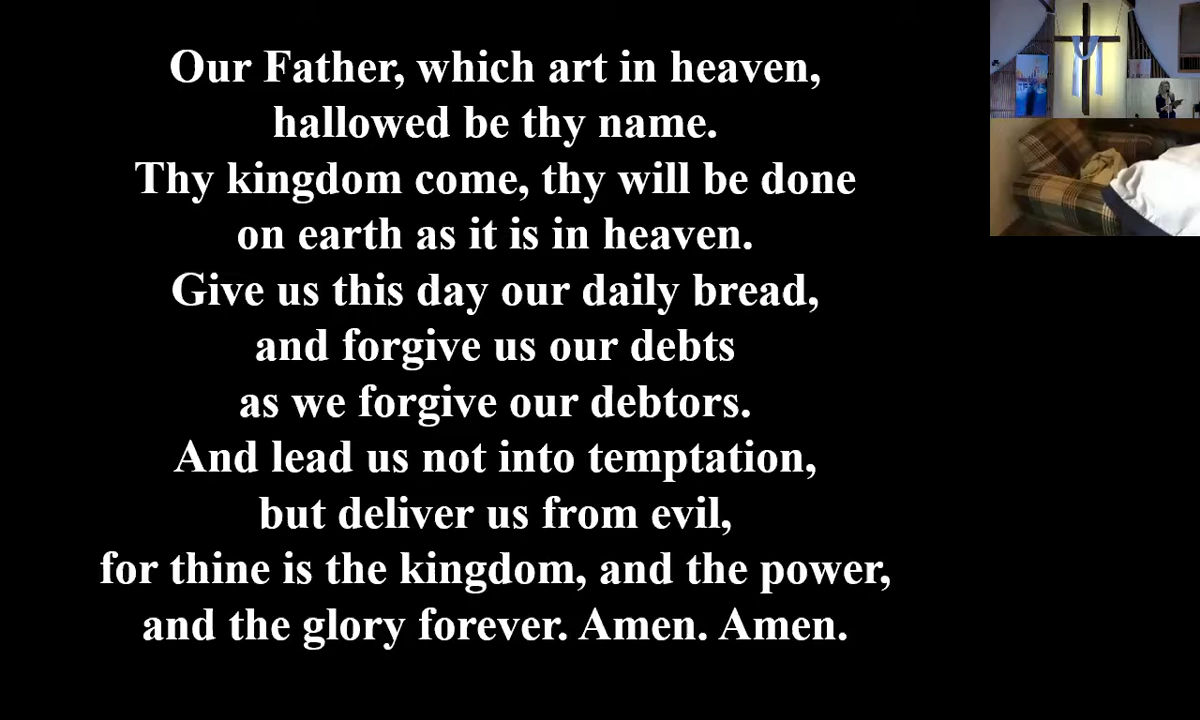 Our Father, which art in heaven,
hallowed be thy name.
Thy kingdom come, thy will be done
on earth as it is in heaven.
Give us this day our daily bread,
and forgive us our debts
as we forgive our debtors.
And lead us not into temptation,
but deliver us from evil,
for thine is the kingdom, and the power,
and the glory forever. Amen. Amen.